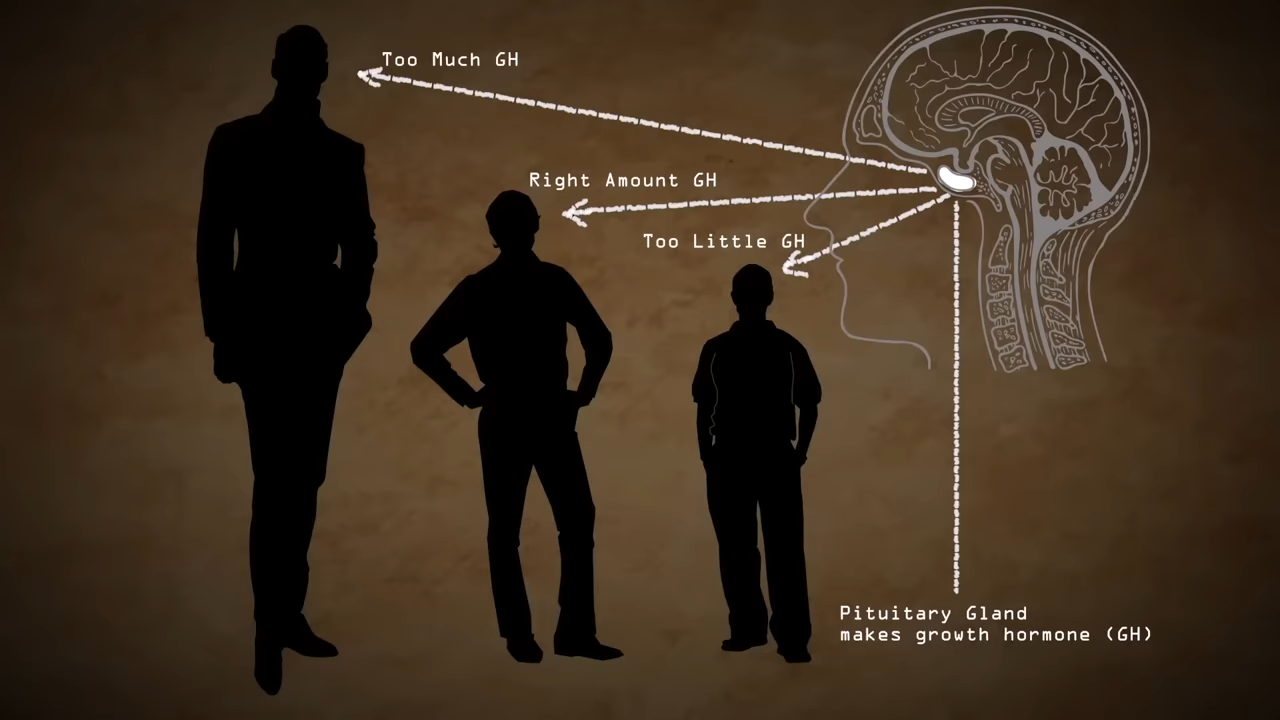 Too Much GH
Right Amount GH
Too Little GH
Pituitary Gland
makes growth hormone (GH)